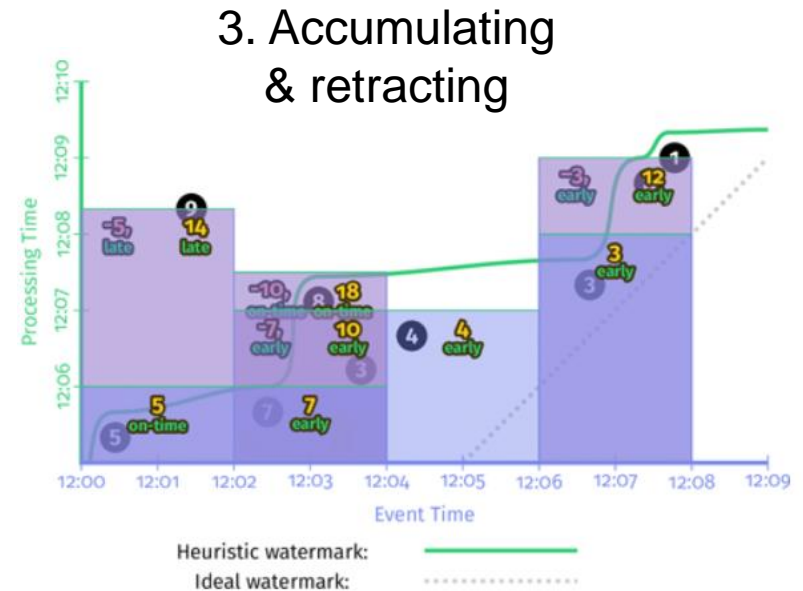 3. Accumulating
& retracting
12:10
12:09
12:08
12:07
12:06
Processing Time
9
-5,
late
14
late
5
5
on-time
-10,
on-time
8
18
on-time
-7,
early
10
early
3
7
7
early
4
4
early
1
-3,
early
12
early
3
early
3
12:00 12:01 12:02 12:03 12:04 12:05 12:06 12:07 12:08 12:09
Event Time
Heuristic watermark:
Ideal watermark: